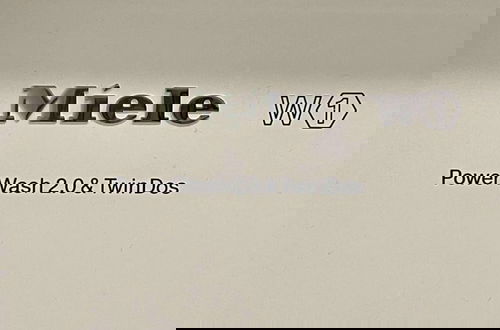 Miele W1
PowerWash 2.0 & TwinDos